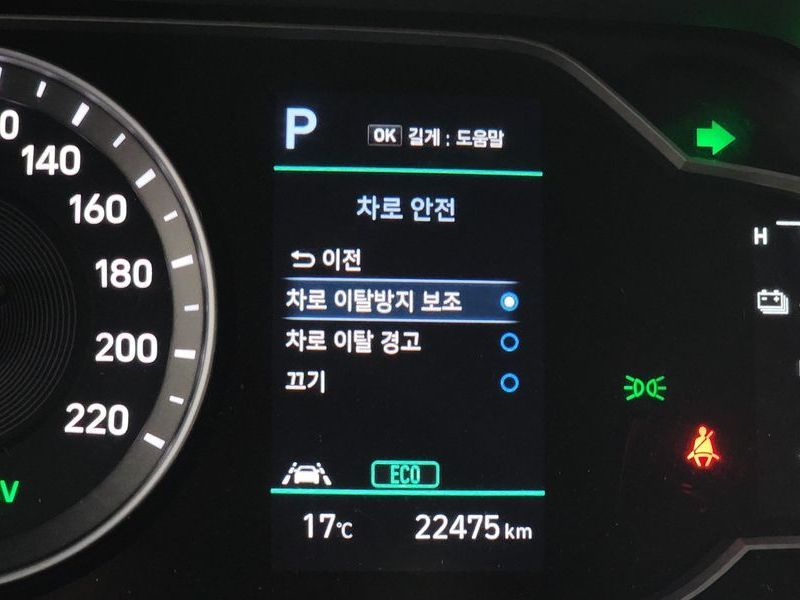 P
OK 길게 : 도움말
차로 안전
이전
차로 이탈방지 보조
차로 이탈 경고
끄기
ECO
17℃ 22475 km
140
160
180
200
220
H